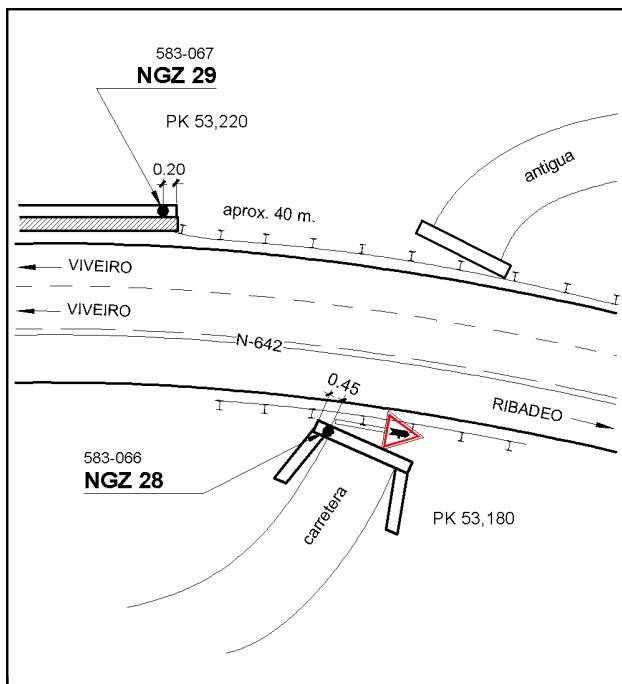 583-067
NGZ 29
PK 53,220
0.20
antigua
aprox. 40 m.
VIVEIRO
VIVEIRO
N-642
0.45
RIBADEO
583-066
NGZ 28
carretera
PK 53,180